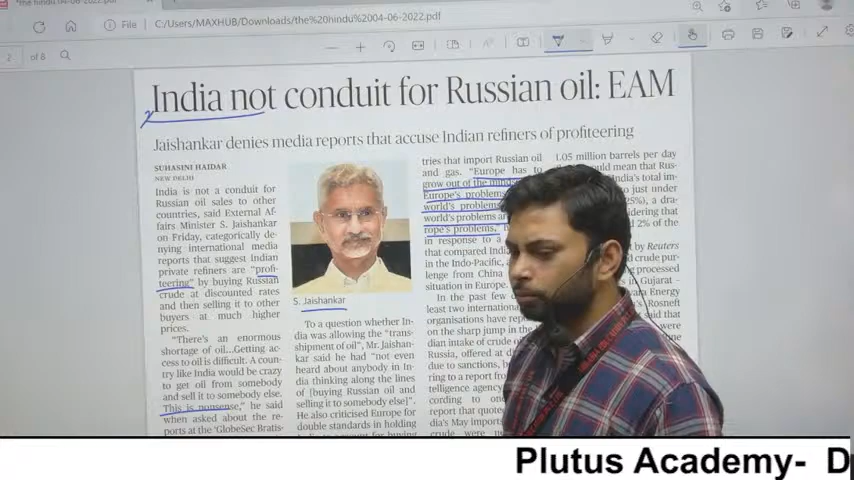 the hindu 04-06-2022.pdf
File
C:/Users/MAXHUB/Downloads/the%20hindu%2004-06-2022.pdf
2 of 8
India not conduit for Russian oil: EAM
Jaishankar denies media reports that accuse Indian refiners of profiteering
SUHASINI HAIDAR
NEW DELHI
India is not a conduit for
Russian oil sales to other
countries, said External Af-
fairs Minister S. Jaishankar
on Friday, categorically de-
nying international media
reports that suggest Indian
private refiners are "profi-
teering" by buying Russian
crude at discounted rates
and then selling it to other
buyers at much higher
prices.
"There's an enormous
shortage of oil...Getting ac-
cess to oil is difficult. A coun-
try like India would be crazy
to get oil from somebody
and sell it to somebody else.
This is nonsense," he said
when asked about the re-
ports at the 'GlobeSec Bratis-
S. Jaishankar
To a question whether In-
dia was allowing the "trans-
shipment of oil", Mr. Jaishan-
kar said he had "not even
heard about anybody in In-
dia thinking along the lines
of [buying Russian oil and
selling it to somebody else]".
He also criticised Europe for
double standards in holding
tries that import Russian oil
and gas. "Europe has to
grow out of the
Europe's problems
world's problems
world's problems
rope's problems,"
in response to a
that compared India
in the Indo-Pacific,
lenge from China
situation in Europe.
In the past few
least two international
organisations have
on the sharp jump in the
dian intake of crude
Russia, offered at
due to sanctions,
ring to a report from
telligence agency
cording to one
report that quote
dia's May import
crude were
1.05 million barrels per day
would mean that Rus-
India's total im-
just under
25%), a dra-
idering that
2% of the
by Reuters
crude pur-
processed
Gujarat –
Energy
Rosneft
said that
were
Plutus Academy- D